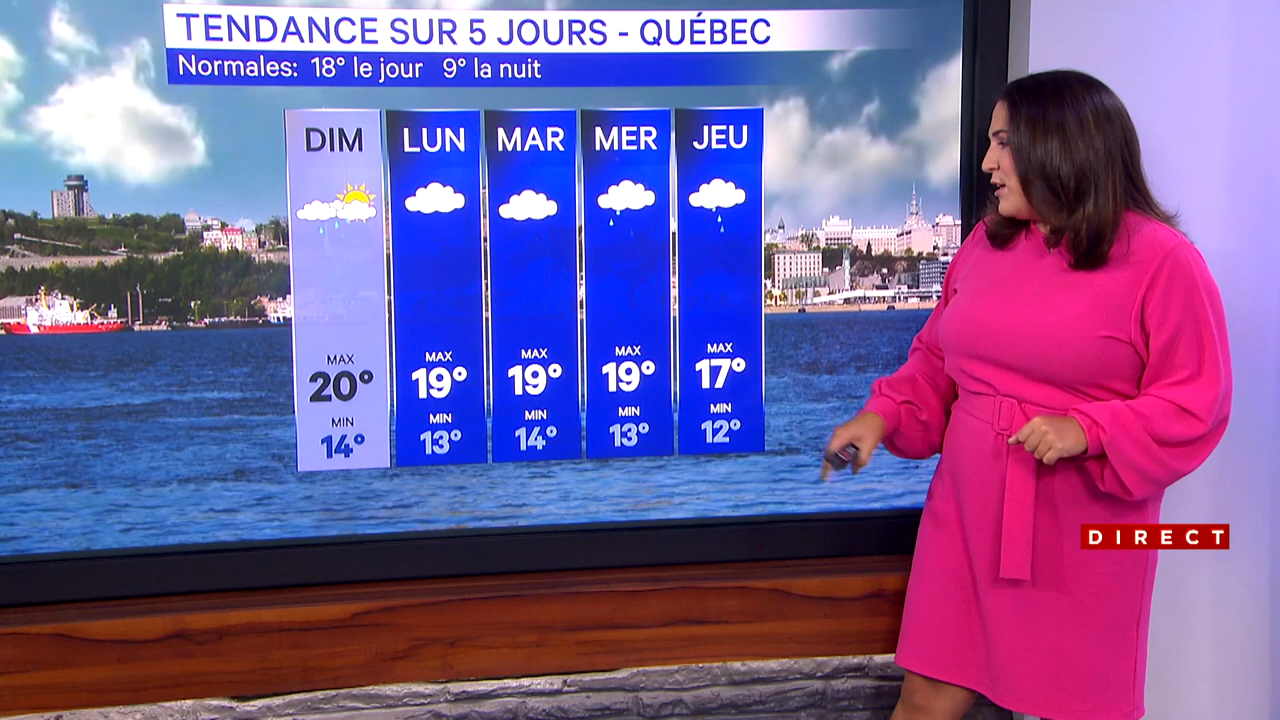 TENDANCE SUR 5 JOURS - QUÉBEC
Normales: 18° le jour 9° la nuit
DIM LUN MAR MER JEU
MAX MAX MAX MAX MAX
20° 19° 19° 19° 17°
MIN MIN MIN MIN MIN
14° 13° 14° 13° 12°
DIRECT